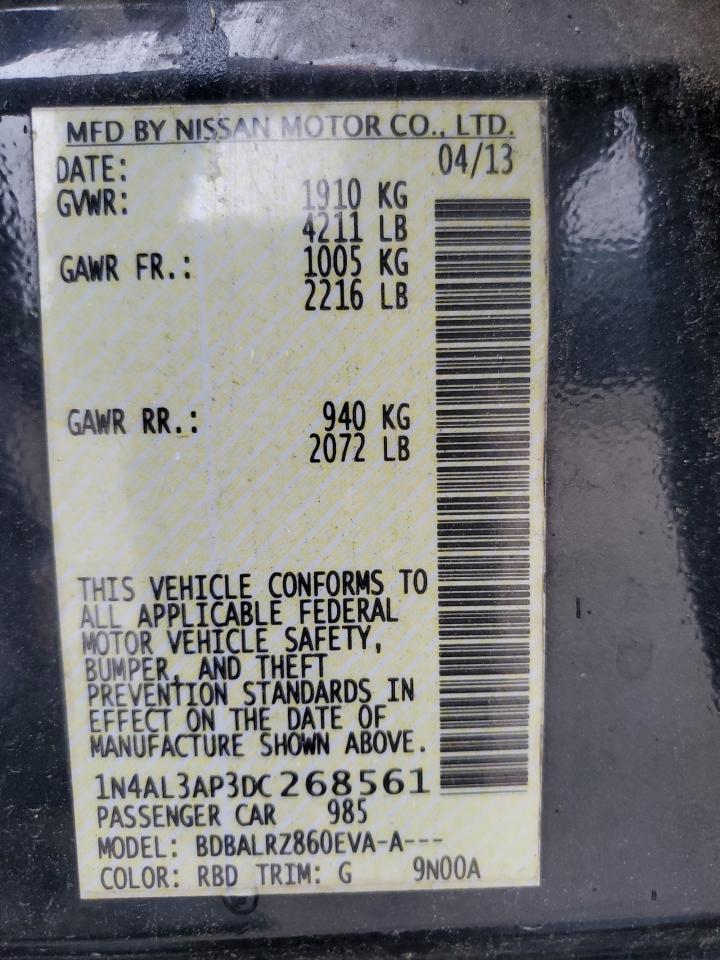 MFD BY NISSAN MOTOR CO., LTD.
DATE: 04/13
GVWR: 1910 KG
4211 LB
GAWR FR.: 1005 KG
2216 LB
GAWR RR.: 940 KG
2072 LB
THIS VEHICLE CONFORMS TO
ALL APPLICABLE FEDERAL
MOTOR VEHICLE SAFETY,
BUMPER, AND THEFT
PREVENTION STANDARDS IN
EFFECT ON THE DATE OF
MANUFACTURE SHOWN ABOVE.
1N4AL3AP3DC268561
PASSENGER CAR 985
MODEL: BDBALRZ860EVA-A---
COLOR: RBD TRIM: G 9N00A